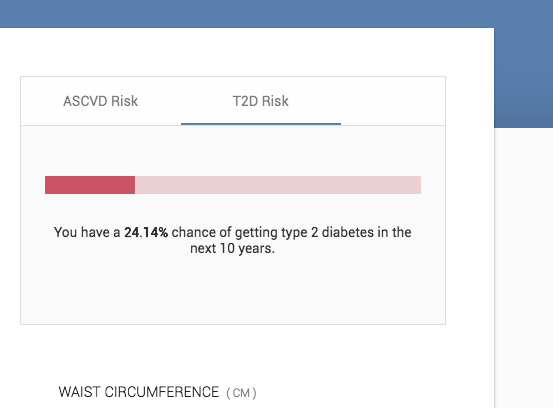 ASCVD Risk T2D Risk
You have a 24.14% chance of getting type 2 diabetes in the
next 10 years.
WAIST CIRCUMFERENCE ( CM )